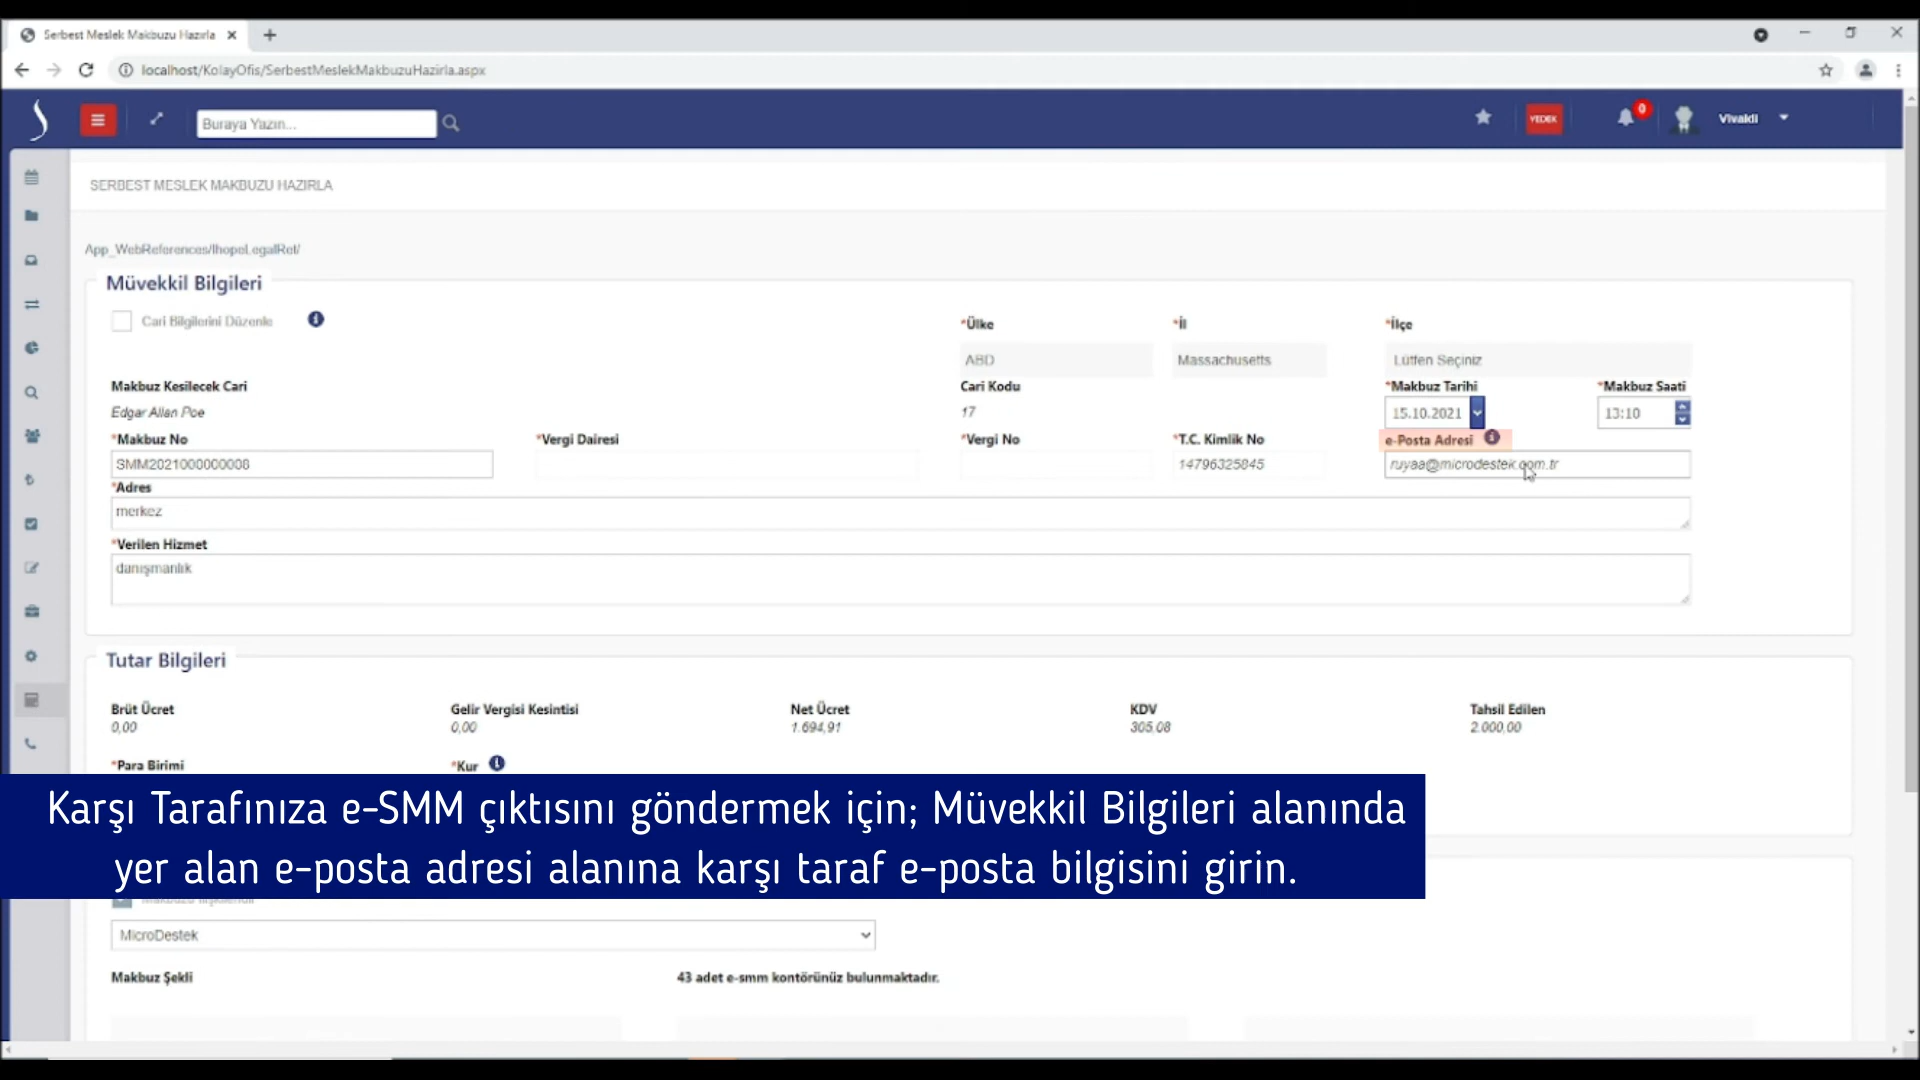 Serbest Meslek Makbuzu Hazırla
localhost/KolayOfis/SerbestMeslekMakbuzuHazirla.aspx
Buraya Yazın...
YEDEK
0
Vivaldi
SERBEST MESLEK MAKBUZU HAZIRLA
Müvekkil Bilgileri
Cari Bilgilerini Düzenle
*Ülke *İl *İlçe
ABD Massachusetts Lütfen Seçiniz
Makbuz Kesilecek Cari Cari Kodu *Makbuz Tarihi *Makbuz Saati
Edgar Allan Poe 17 15.10.2021 13:10
*Makbuz No *Vergi Dairesi *Vergi No *T.C. Kimlik No e-Posta Adresi
SMM2021000000008 14796325845 ruyaa@microdestek.com.tr
*Adres
merkez
*Verilen Hizmet
danışmanlık
Tutar Bilgileri
Brüt Ücret Gelir Vergisi Kesintisi Net Ücret KDV Tahsil Edilen
0,00 0,00 1.694,91 305,08 2.000,00
*Para Birimi *Kur
Karşı Tarafınıza e-SMM çıktısını göndermek için; Müvekkil Bilgileri alanında
yer alan e-posta adresi alanına karşı taraf e-posta bilgisini girin.
MicroDestek
Makbuz Şekli 43 adet e-smm kontörünüz bulunmaktadır.